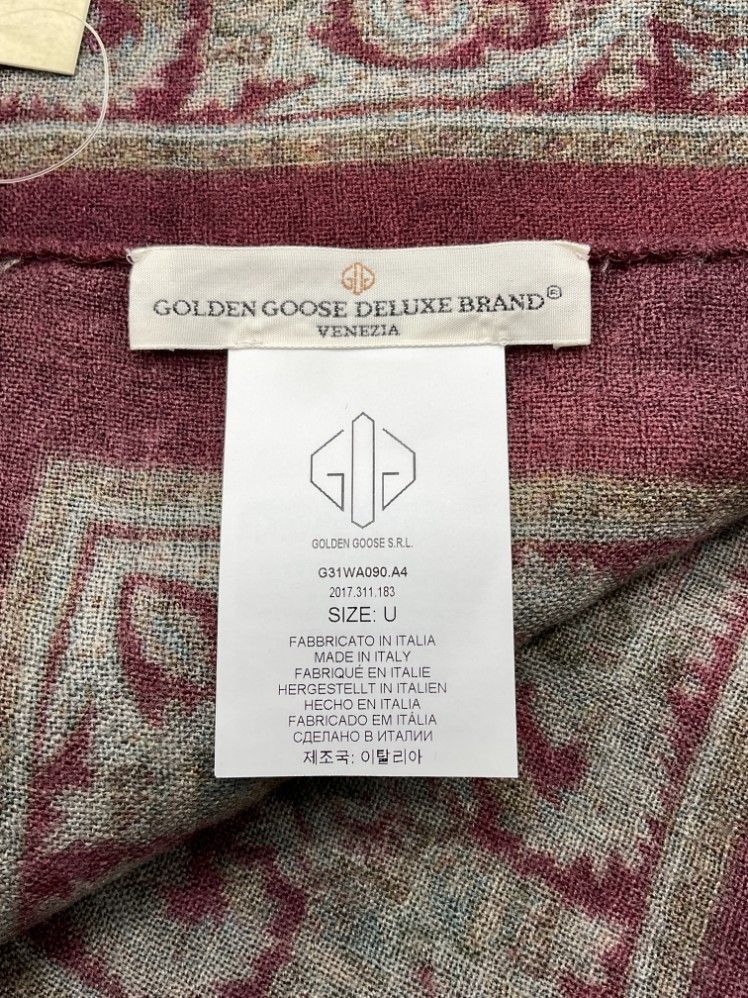 GOLDEN GOOSE DELUXE BRAND®
VENEZIA
GOLDEN GOOSE S.R.L.
G31WA090.A4
2017.311.183
SIZE: U
FABBRICATO IN ITALIA
MADE IN ITALY
FABRIQUÉ EN ITALIE
HERGESTELLT IN ITALIEN
HECHO EN ITALIA
FABRICADO EM ITÁLIA
СДЕЛАНО В ИТАЛИИ
제조국: 이탈리아